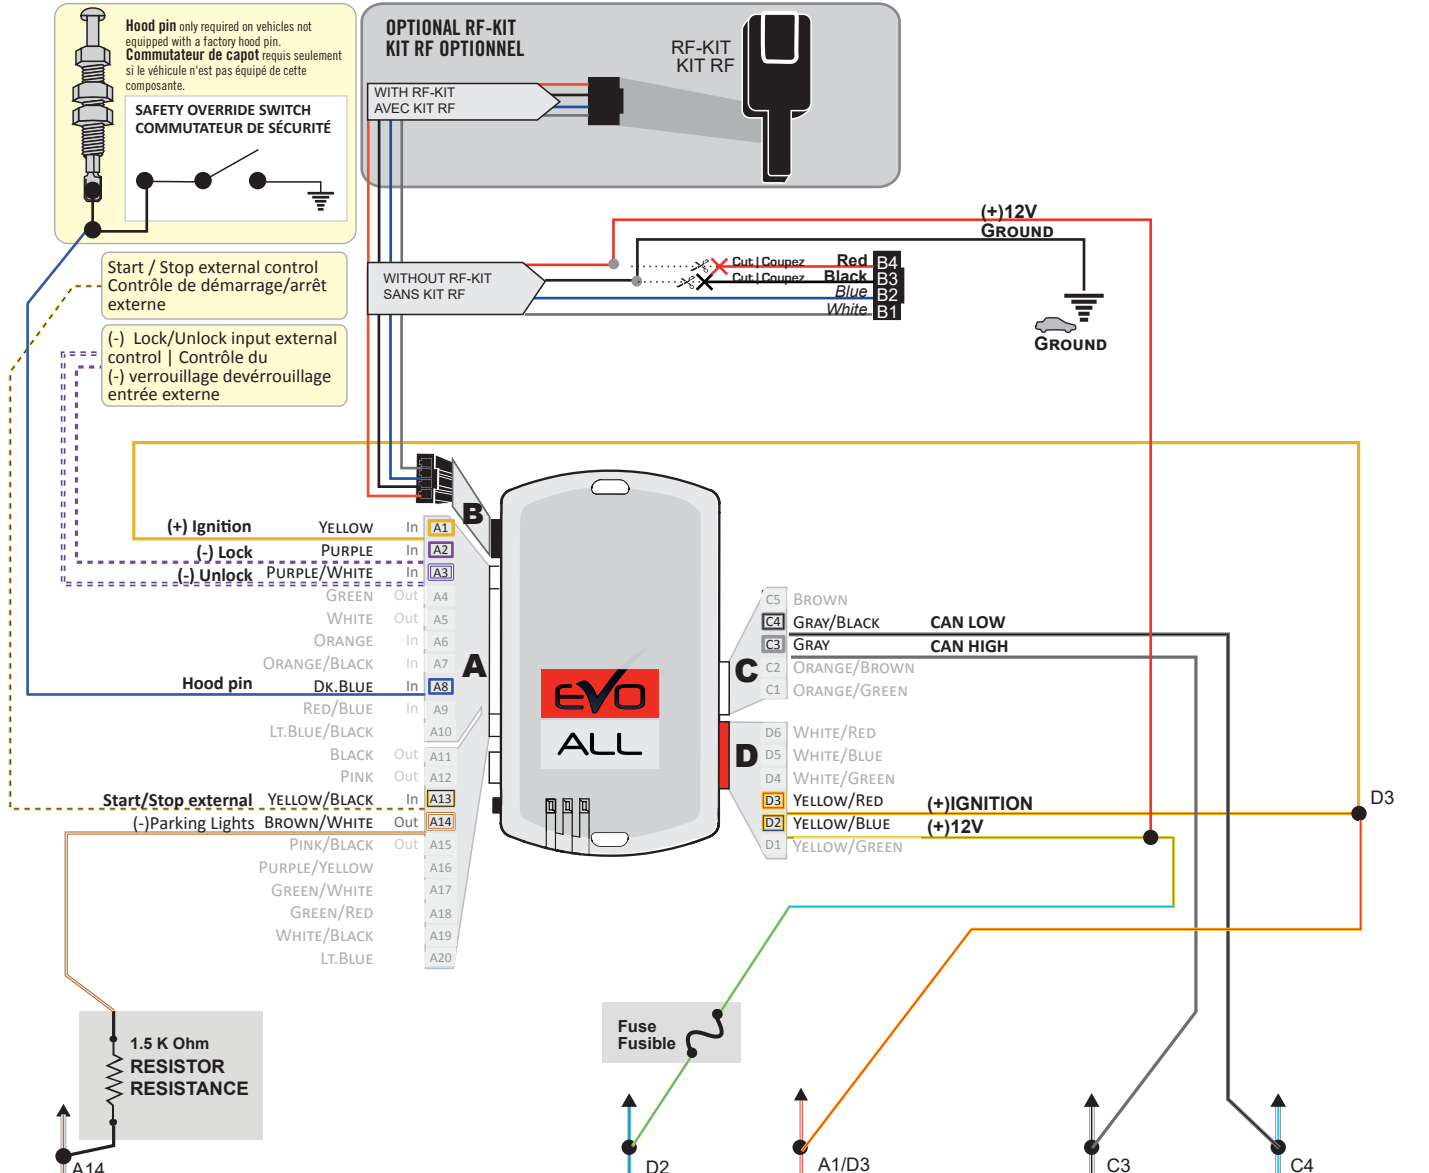 Hood pin only required on vehicles not
equipped with a factory hood pin.
Commutateur de capot requis seulement
si le véhicule n'est pas équipé de cette
composante.
SAFETY OVERRIDE SWITCH
COMMUTATEUR DE SÉCURITÉ
OPTIONAL RF-KIT
KIT RF OPTIONNEL
RF-KIT
KIT RF
WITH RF-KIT
AVEC KIT RF
(+)12V
GROUND
Start / Stop external control
Contrôle de démarrage/arrêt
externe
WITHOUT RF-KIT
SANS KIT RF
Cut | Coupez Red B4
Cut | Coupez Black B3
Blue B2
White B1
GROUND
(-) Lock/Unlock input external
control | Contrôle du
(-) verrouillage devérrouillage
entrée externe
B
(+) Ignition YELLOW In A1
(-) Lock PURPLE In A2
(-) Unlock PURPLE/WHITE In A3
GREEN Out A4
WHITE Out A5
ORANGE In A6
ORANGE/BLACK In A7
Hood pin DK.BLUE In A8
RED/BLUE In A9
LT.BLUE/BLACK A10
BLACK Out A11
PINK Out A12
Start/Stop external YELLOW/BLACK In A13
(-)Parking Lights BROWN/WHITE Out A14
PINK/BLACK Out A15
PURPLE/YELLOW A16
GREEN/WHITE A17
GREEN/RED A18
WHITE/BLACK A19
LT.BLUE A20
A
EVO
ALL
C
C5 BROWN
C4 GRAY/BLACK CAN LOW
C3 GRAY CAN HIGH
C2 ORANGE/BROWN
C1 ORANGE/GREEN
D
D6 WHITE/RED
D5 WHITE/BLUE
D4 WHITE/GREEN
D3 YELLOW/RED (+)IGNITION
D2 YELLOW/BLUE (+)12V
D1 YELLOW/GREEN
D3
1.5 K Ohm
RESISTOR
RESISTANCE
Fuse
Fusible
A14
D2
A1/D3
C3
C4